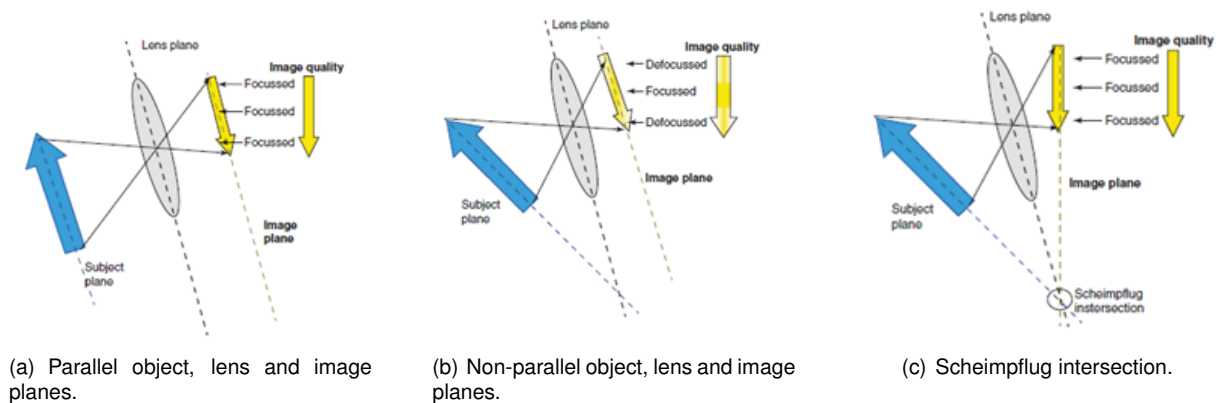 Lens plane
Image quality
Focussed
Focussed
Focussed
Image
plane
Subject
plane
(a) Parallel object, lens and image
planes.
Lens plane
Image quality
Defocussed
Focussed
Defocussed
Image plane
Subject
plane
(b) Non-parallel object, lens and image
planes.
Lens plane
Image quality
Focussed
Focussed
Focussed
Image plane
Subject
plane
Scheimpflug
instersection
(c) Scheimpflug intersection.